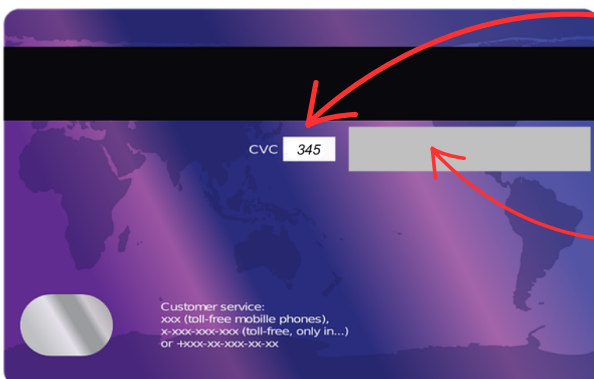 CVC 345
Customer service:
xxx (toll-free mobille phones),
x-xxx-xxx-xxx (toll-free, only in...)
or +xxx-xx-xxx-xx-xx